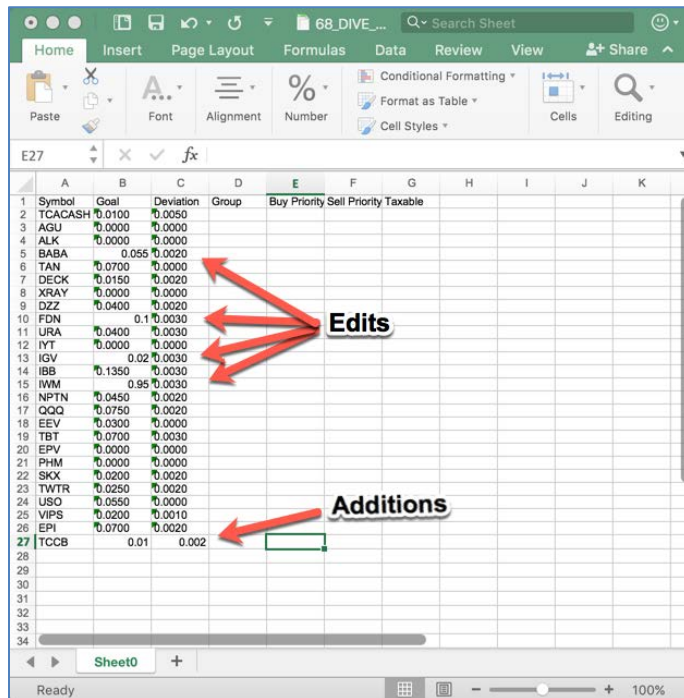 68_DIVE_... Search Sheet
Home Insert Page Layout Formulas Data Review View Share
Paste Font Alignment Number Conditional Formatting Format as Table Cell Styles Cells Editing
E27 fx
A B C D E F G H I J K
1 Symbol Goal Deviation Group Buy Priority Sell Priority Taxable
2 TCACASH 0.0100 0.0050
3 AGU 0.0000 0.0000
4 ALK 0.0000 0.0000
5 BABA 0.055 0.0020
6 TAN 0.0700 0.0000
7 DECK 0.0150 0.0020
8 XRAY 0.0000 0.0000
9 DZZ 0.0400 0.0020
10 FDN 0.1 0.0030
11 URA 0.0400 0.0030
Edits
12 IYT 0.0000 0.0000
13 IGV 0.02 0.0030
14 IBB 0.1350 0.0030
15 IWM 0.95 0.0030
16 NPTN 0.0450 0.0020
17 QQQ 0.0750 0.0020
18 EEV 0.0300 0.0000
19 TBT 0.0700 0.0030
20 EPV 0.0000 0.0000
21 PHM 0.0000 0.0000
22 SKX 0.0200 0.0020
23 TWTR 0.0250 0.0020
24 USO 0.0550 0.0000
Additions
25 VIPS 0.0200 0.0010
26 EPI 0.0700 0.0020
27 TCCB 0.01 0.002
28
29
30
31
32
33
34
Sheet0 +
Ready 100%